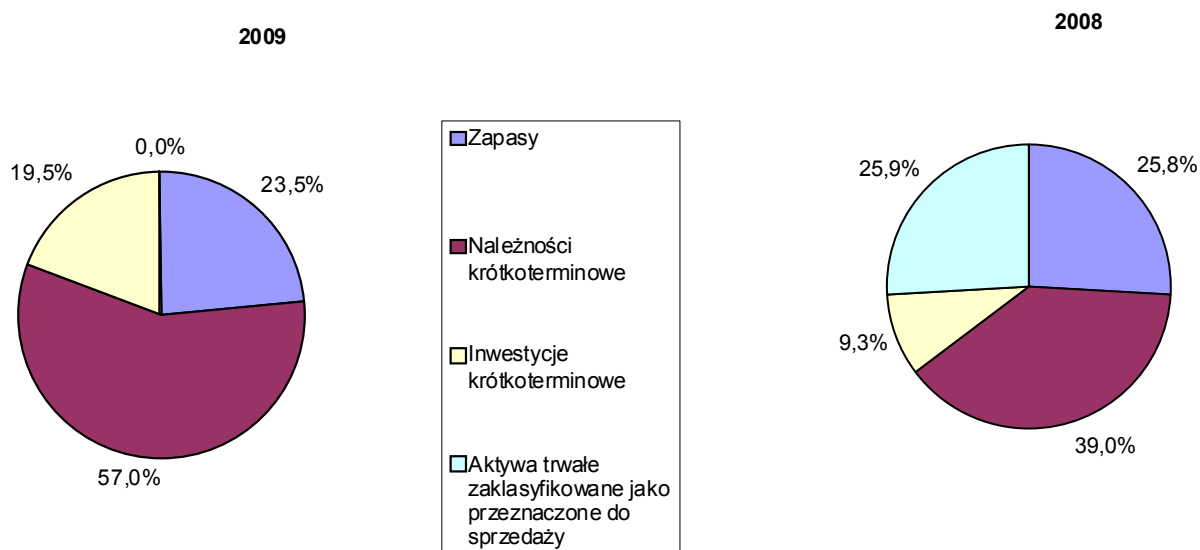 2009
2008
0,0%
19,5%
23,5%
57,0%
Zapasy
Należności
krótkoterminowe
Inwestycje
krótkoterminowe
Aktywa trwałe
zaklasyfikowane jako
przeznaczone do
sprzedaży
25,9%
25,8%
9,3%
39,0%